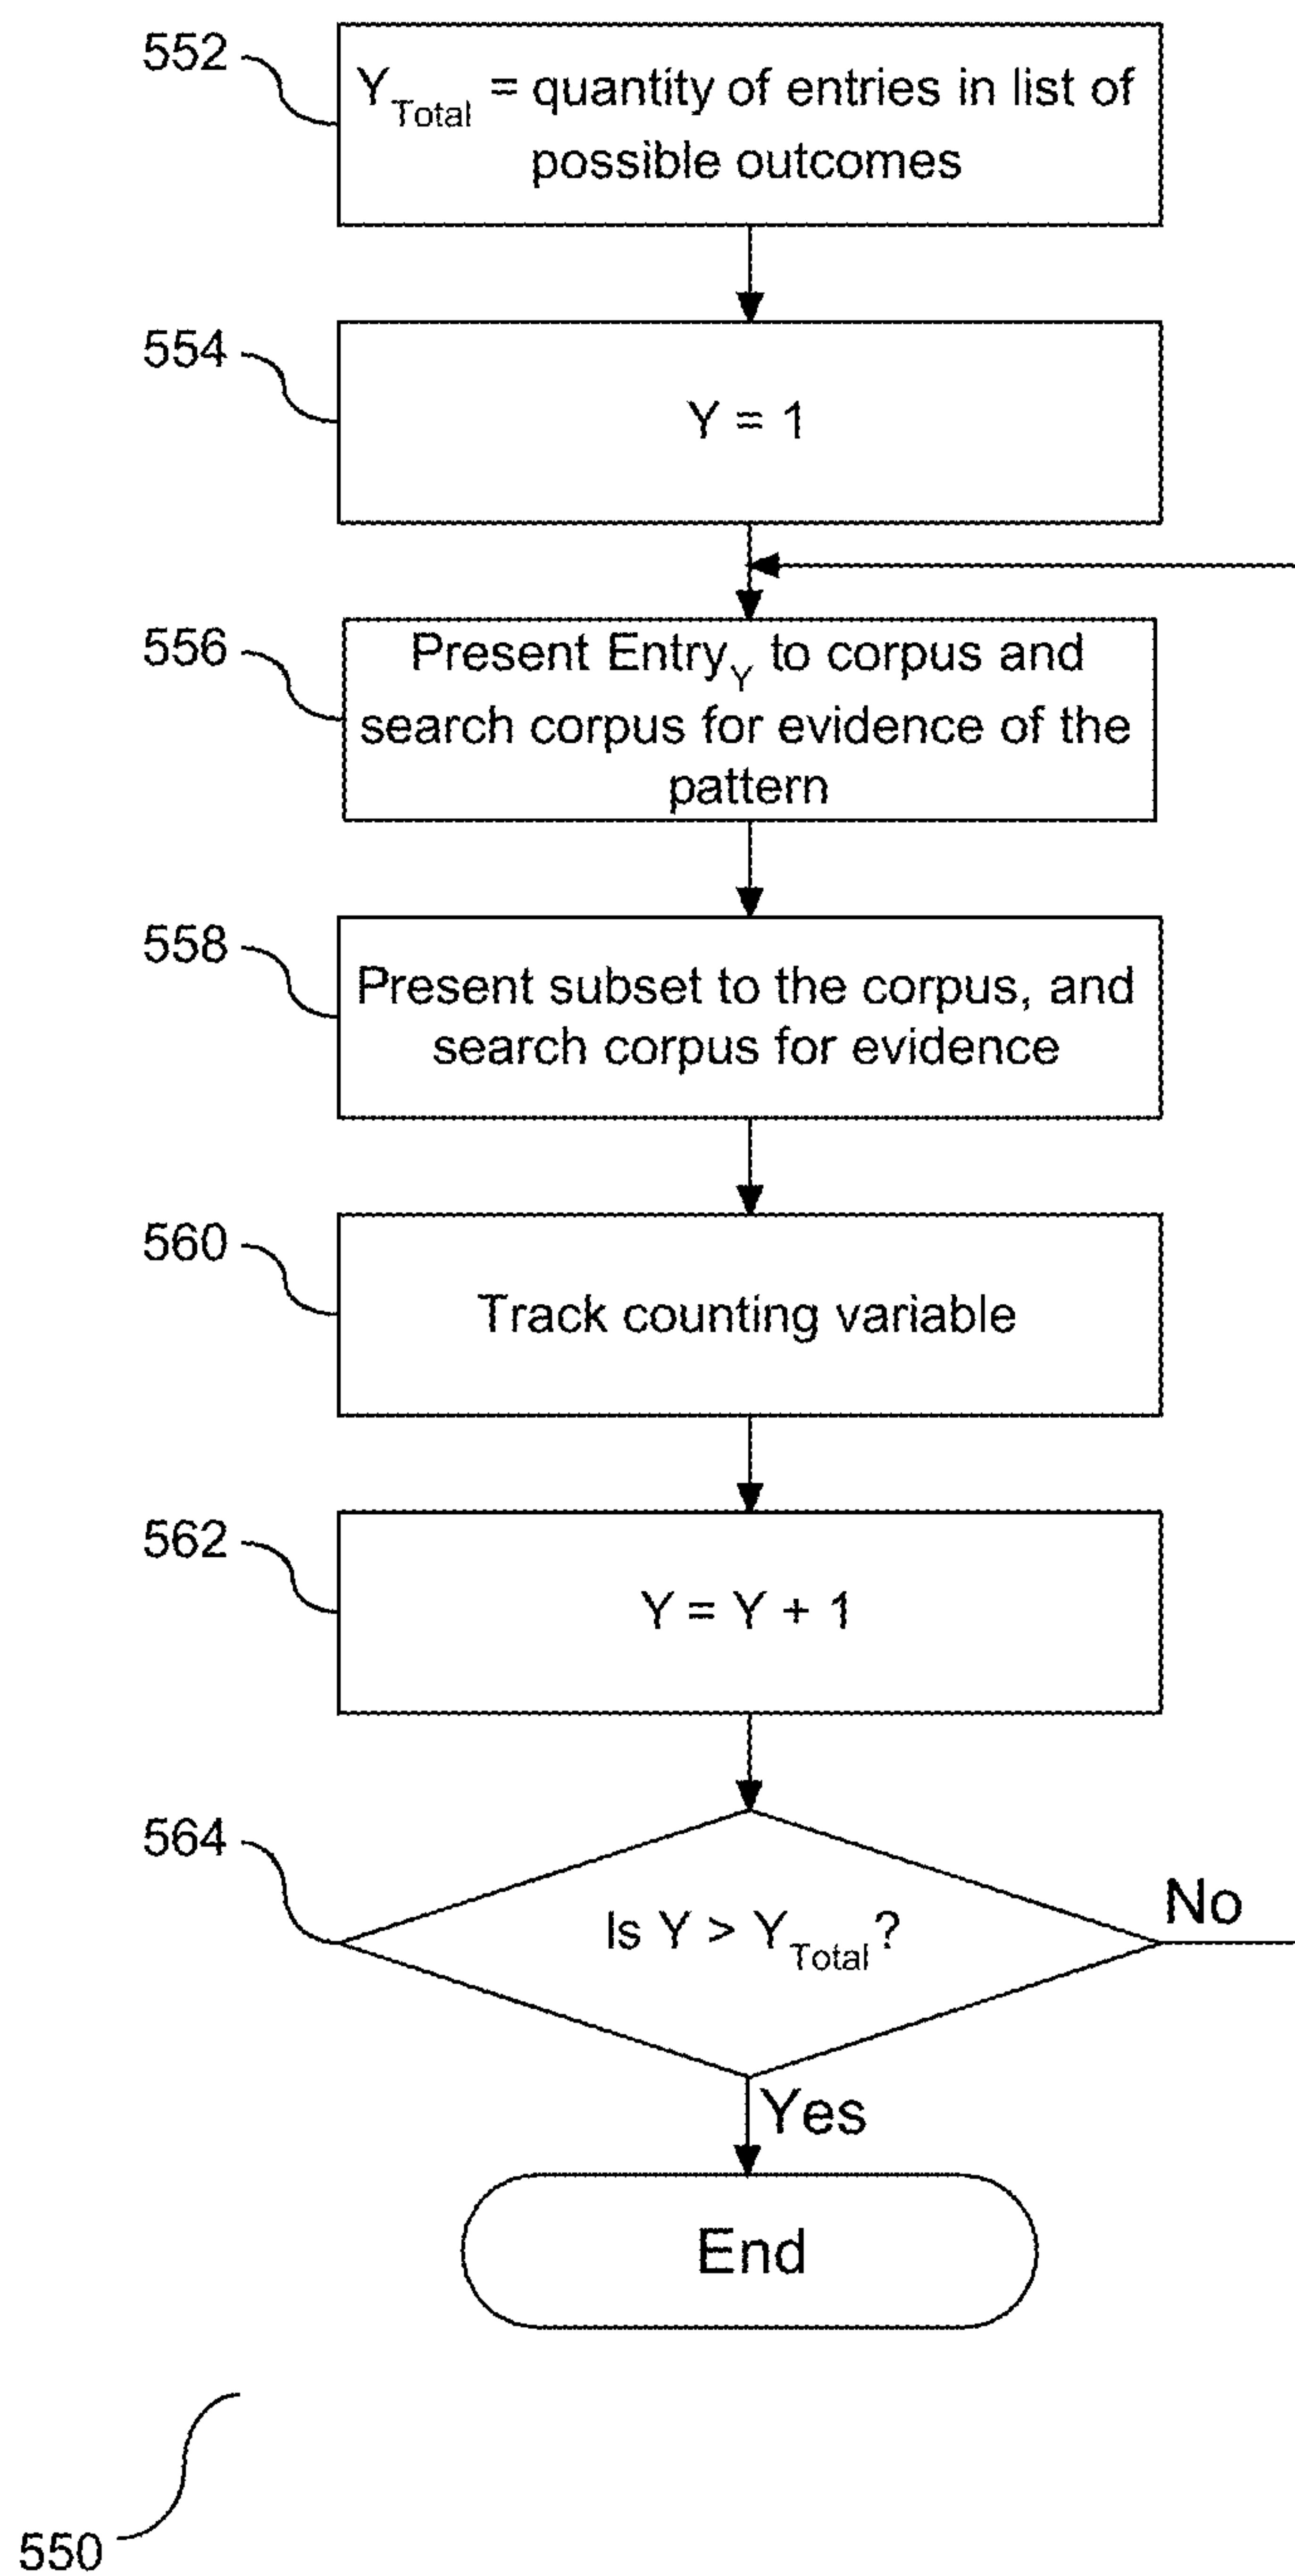 552
Y_Total = quantity of entries in list of
possible outcomes
554
Y = 1
556
Present Entry_Y to corpus and
search corpus for evidence of the
pattern
558
Present subset to the corpus, and
search corpus for evidence
560
Track counting variable
562
Y = Y + 1
564
Is Y > Y_Total?
No
Yes
End
550